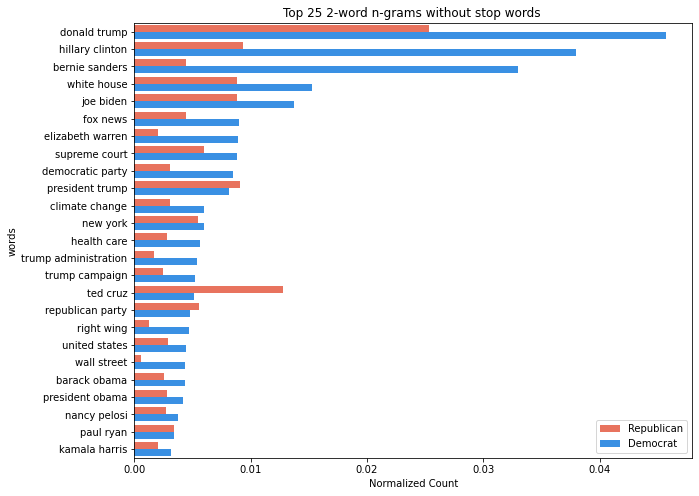 Top 25 2-word n-grams without stop words
words
donald trump
hillary clinton
bernie sanders
white house
joe biden
fox news
elizabeth warren
supreme court
democratic party
president trump
climate change
new york
health care
trump administration
trump campaign
ted cruz
republican party
right wing
united states
wall street
barack obama
president obama
nancy pelosi
paul ryan
kamala harris
Republican
Democrat
0.00 0.01 0.02 0.03 0.04
Normalized Count